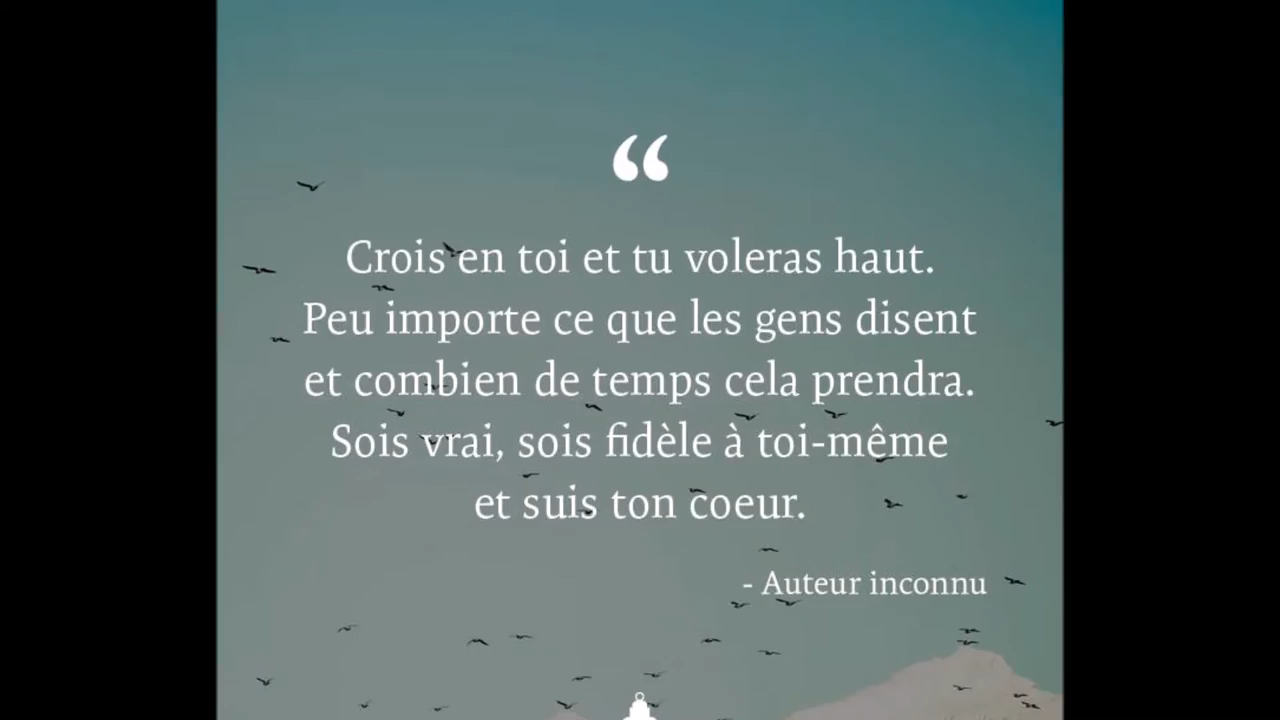 “
Crois en toi et tu voleras haut.
Peu importe ce que les gens disent
et combien de temps cela prendra.
Sois vrai, sois fidèle à toi-même
et suis ton coeur.
- Auteur inconnu